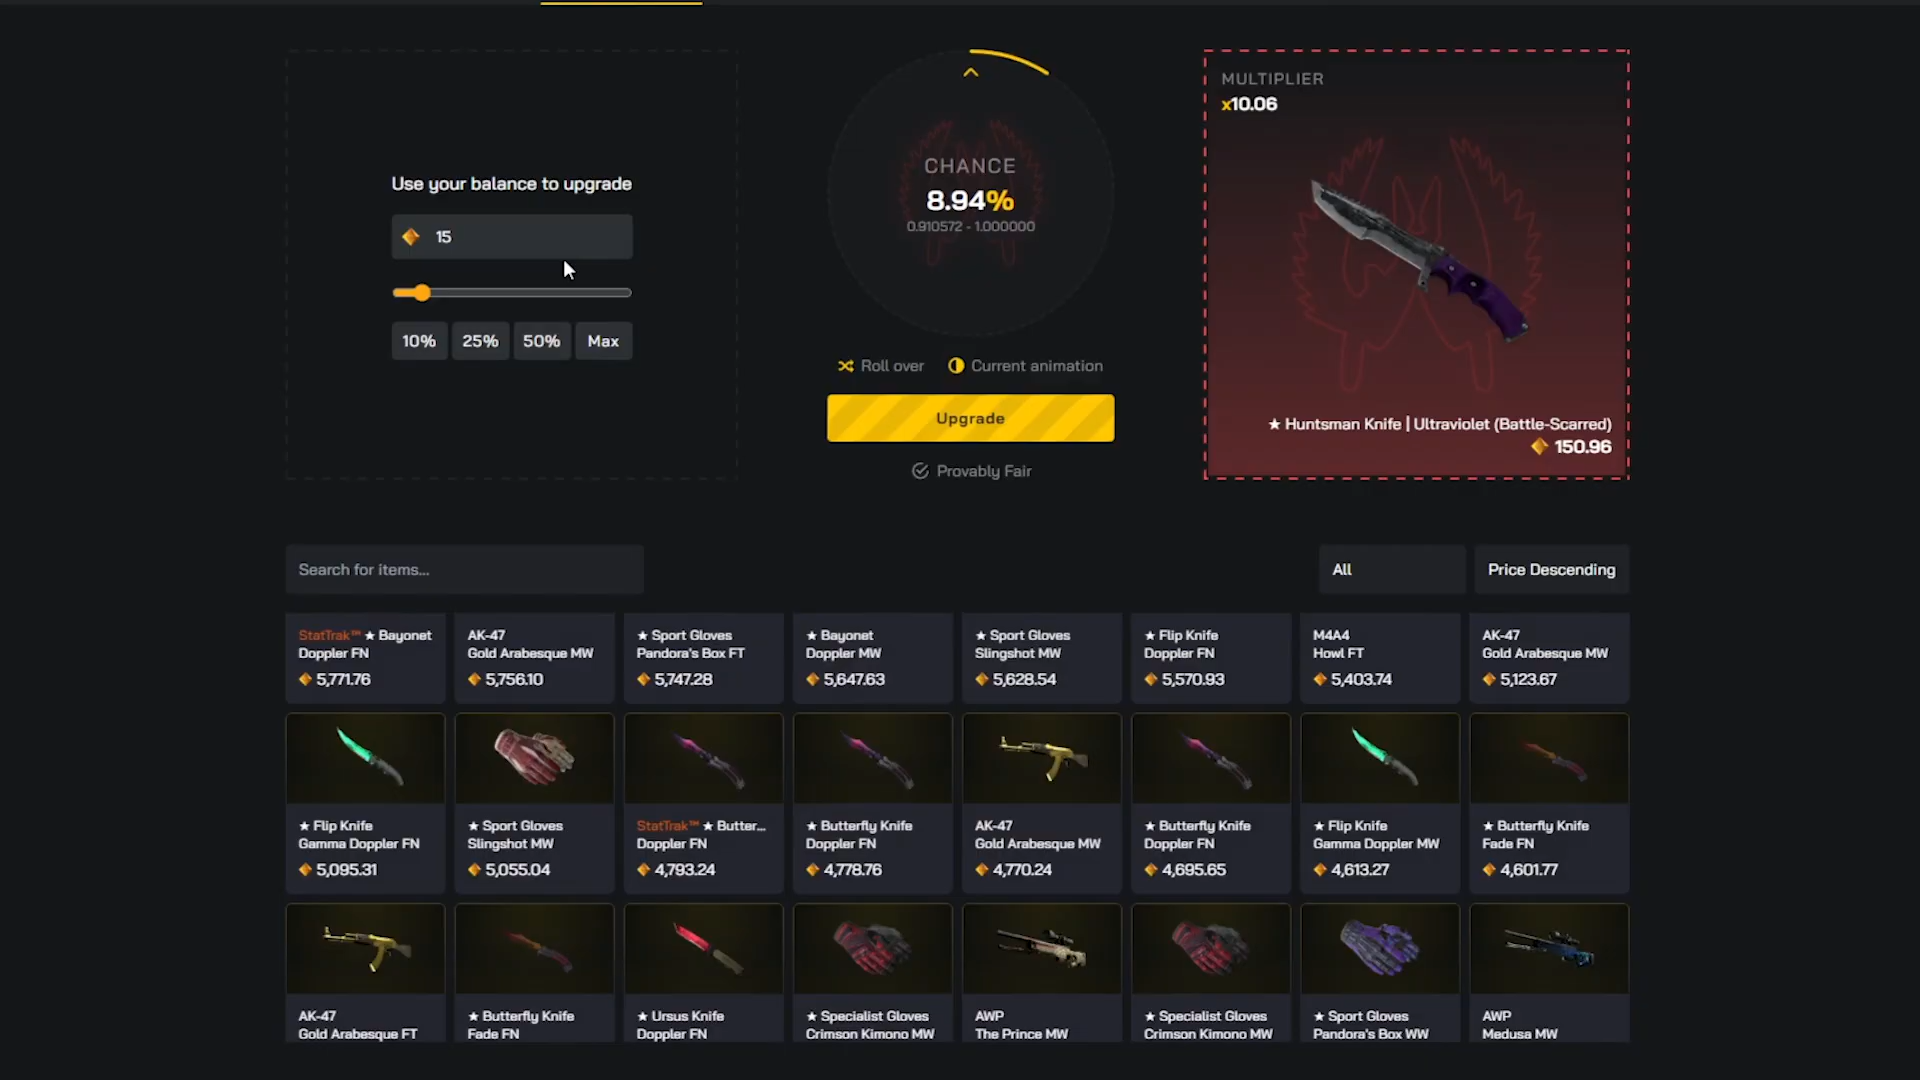 Use your balance to upgrade
15
10% 25% 50% Max
CHANCE
8.94%
0.910572 - 1.000000
Roll over Current animation
Upgrade
Provably Fair
MULTIPLIER
x10.06
★ Huntsman Knife | Ultraviolet (Battle-Scarred)
150.96
Search for items...
All
Price Descending
StatTrak™ ★ Bayonet
Doppler FN
5,771.76
AK-47
Gold Arabesque MW
5,756.10
★ Sport Gloves
Pandora's Box FT
5,747.28
★ Bayonet
Doppler MW
5,647.63
★ Sport Gloves
Slingshot MW
5,628.54
★ Flip Knife
Doppler FN
5,570.93
M4A4
Howl FT
5,403.74
AK-47
Gold Arabesque MW
5,123.67
★ Flip Knife
Gamma Doppler FN
5,095.31
★ Sport Gloves
Slingshot MW
5,055.04
StatTrak™ ★ Butter...
Doppler FN
4,793.24
★ Butterfly Knife
Doppler FN
4,778.76
AK-47
Gold Arabesque MW
4,770.24
★ Butterfly Knife
Doppler FN
4,695.65
★ Flip Knife
Gamma Doppler MW
4,613.27
★ Butterfly Knife
Fade FN
4,601.77
AK-47
Gold Arabesque FT
★ Butterfly Knife
Fade FN
★ Ursus Knife
Doppler FN
★ Specialist Gloves
Crimson Kimono MW
AWP
The Prince MW
★ Specialist Gloves
Crimson Kimono MW
★ Sport Gloves
Pandora's Box WW
AWP
Medusa MW